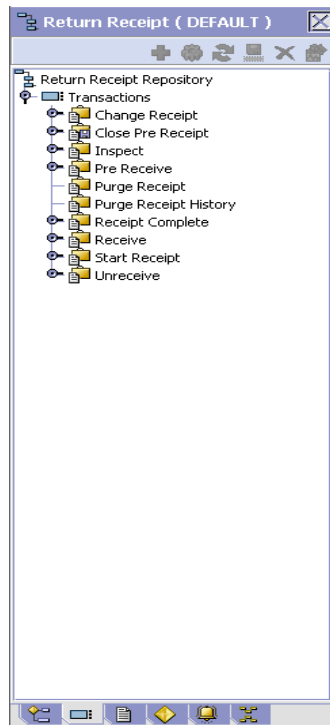 Return Receipt ( DEFAULT )
Return Receipt Repository
Transactions
Change Receipt
Close Pre Receipt
Inspect
Pre Receive
Purge Receipt
Purge Receipt History
Receipt Complete
Receive
Start Receipt
Unreceive